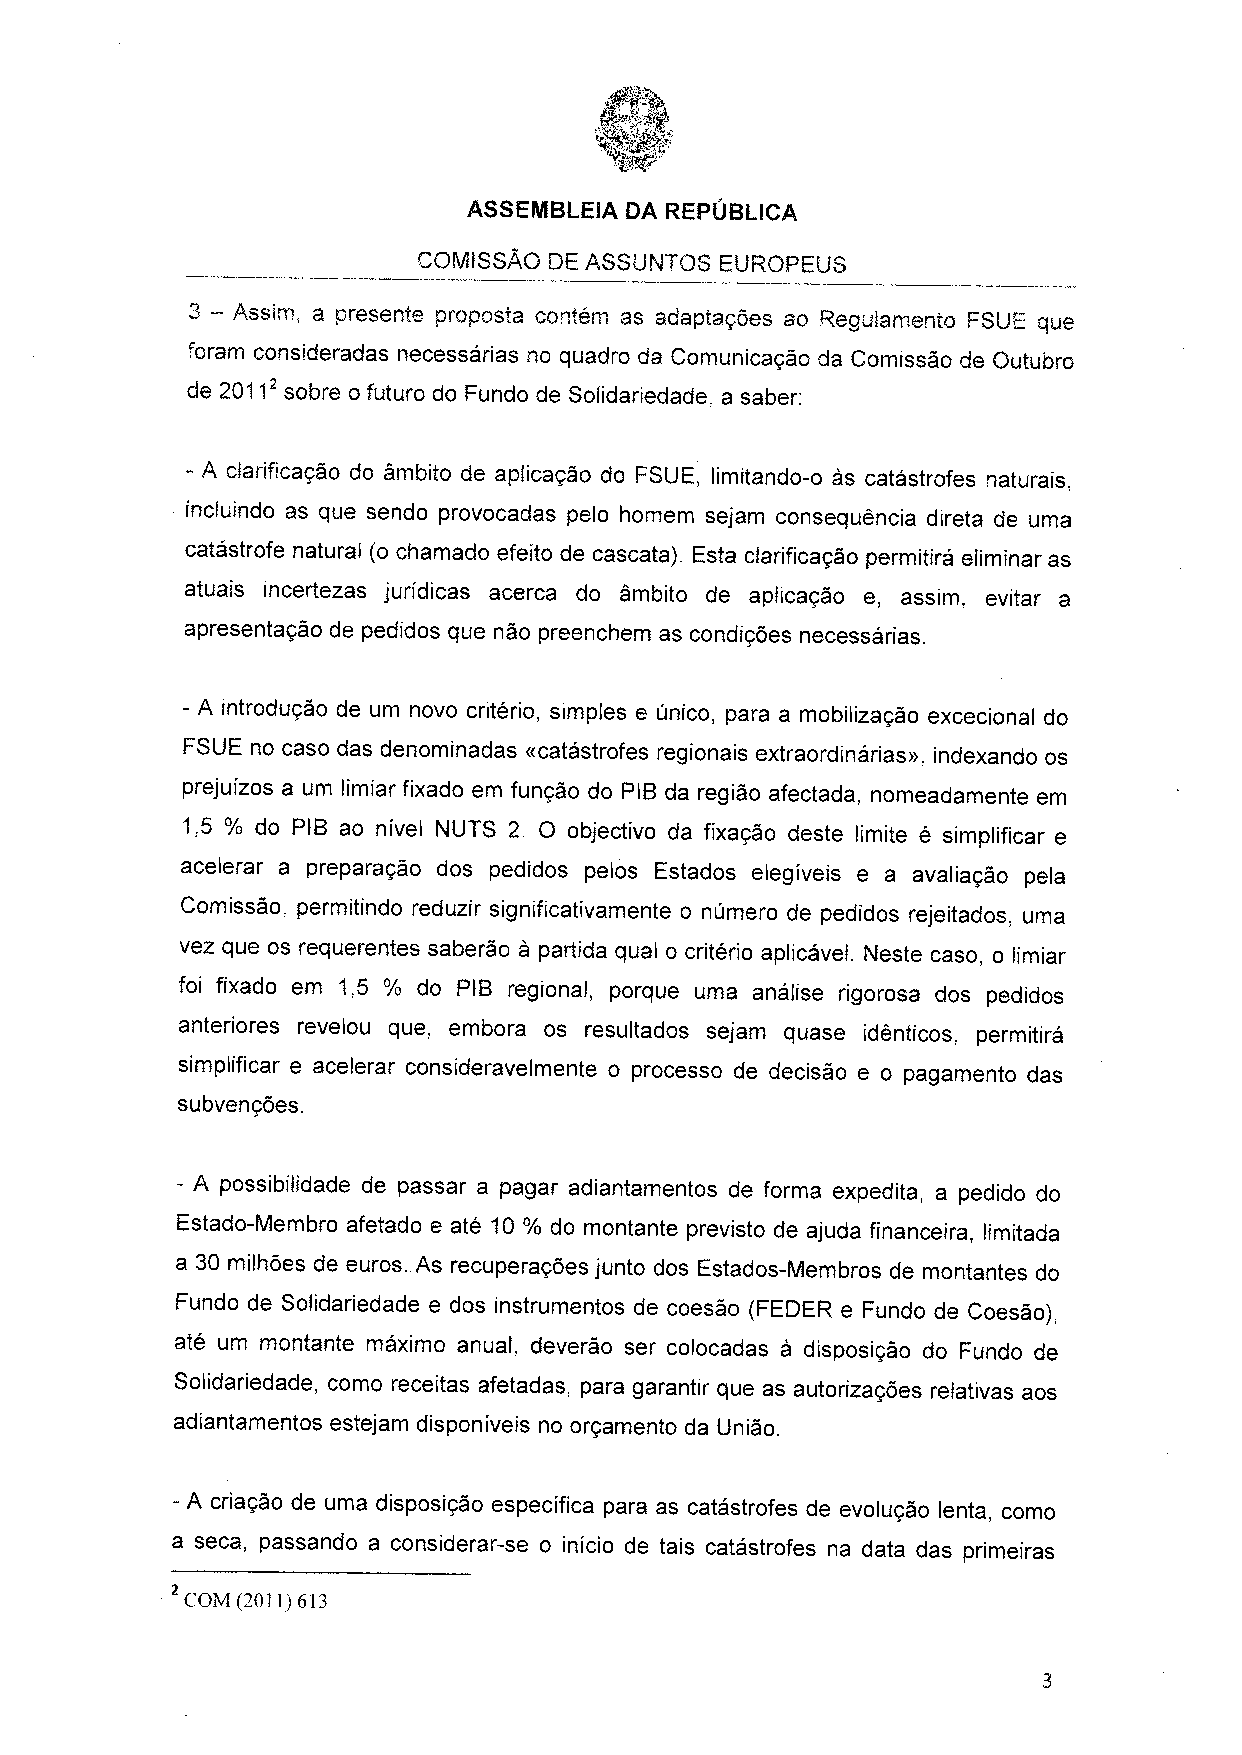 ASSEMBLEIA DA REPÚBLICA
COMISSÃO DE ASSUNTOS EUROPEUS
3 – Assim, a presente proposta contém as adaptações ao Regulamento FSUE que
foram consideradas necessárias no quadro da Comunicação da Comissão de Outubro
de 2011² sobre o futuro do Fundo de Solidariedade, a saber:
- A clarificação do âmbito de aplicação do FSUE, limitando-o às catástrofes naturais,
incluindo as que sendo provocadas pelo homem sejam consequência direta de uma
catástrofe natural (o chamado efeito de cascata). Esta clarificação permitirá eliminar as
atuais incertezas jurídicas acerca do âmbito de aplicação e, assim, evitar a
apresentação de pedidos que não preenchem as condições necessárias.
- A introdução de um novo critério, simples e único, para a mobilização excecional do
FSUE no caso das denominadas «catástrofes regionais extraordinárias», indexando os
prejuízos a um limiar fixado em função do PIB da região afectada, nomeadamente em
1,5 % do PIB ao nível NUTS 2. O objectivo da fixação deste limite é simplificar e
acelerar a preparação dos pedidos pelos Estados elegíveis e a avaliação pela
Comissão, permitindo reduzir significativamente o número de pedidos rejeitados, uma
vez que os requerentes saberão à partida qual o critério aplicável. Neste caso, o limiar
foi fixado em 1,5 % do PIB regional, porque uma análise rigorosa dos pedidos
anteriores revelou que, embora os resultados sejam quase idênticos, permitirá
simplificar e acelerar consideravelmente o processo de decisão e o pagamento das
subvenções.
- A possibilidade de passar a pagar adiantamentos de forma expedita, a pedido do
Estado-Membro afetado e até 10 % do montante previsto de ajuda financeira, limitada
a 30 milhões de euros. As recuperações junto dos Estados-Membros de montantes do
Fundo de Solidariedade e dos instrumentos de coesão (FEDER e Fundo de Coesão),
até um montante máximo anual, deverão ser colocadas à disposição do Fundo de
Solidariedade, como receitas afetadas, para garantir que as autorizações relativas aos
adiantamentos estejam disponíveis no orçamento da União.
- A criação de uma disposição específica para as catástrofes de evolução lenta, como
a seca, passando a considerar-se o início de tais catástrofes na data das primeiras
² COM (2011) 613
3